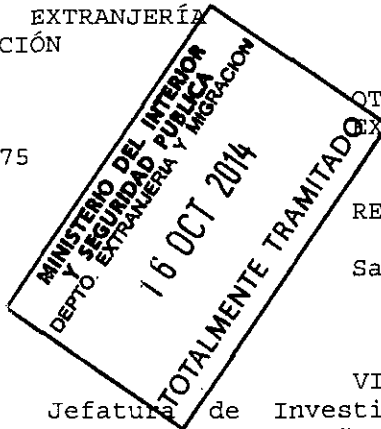 EXTRANJERÍA
CIÓN
OT
EX
75
MINISTERIO DEL INTERIOR
Y SEGURIDAD PUBLICA
DEPTO. EXTRANJERIA Y MIGRACION
16 OCT 2014
TOTALMENTE TRAMITADO
RE
Sa
VI
Jefatura de Investi